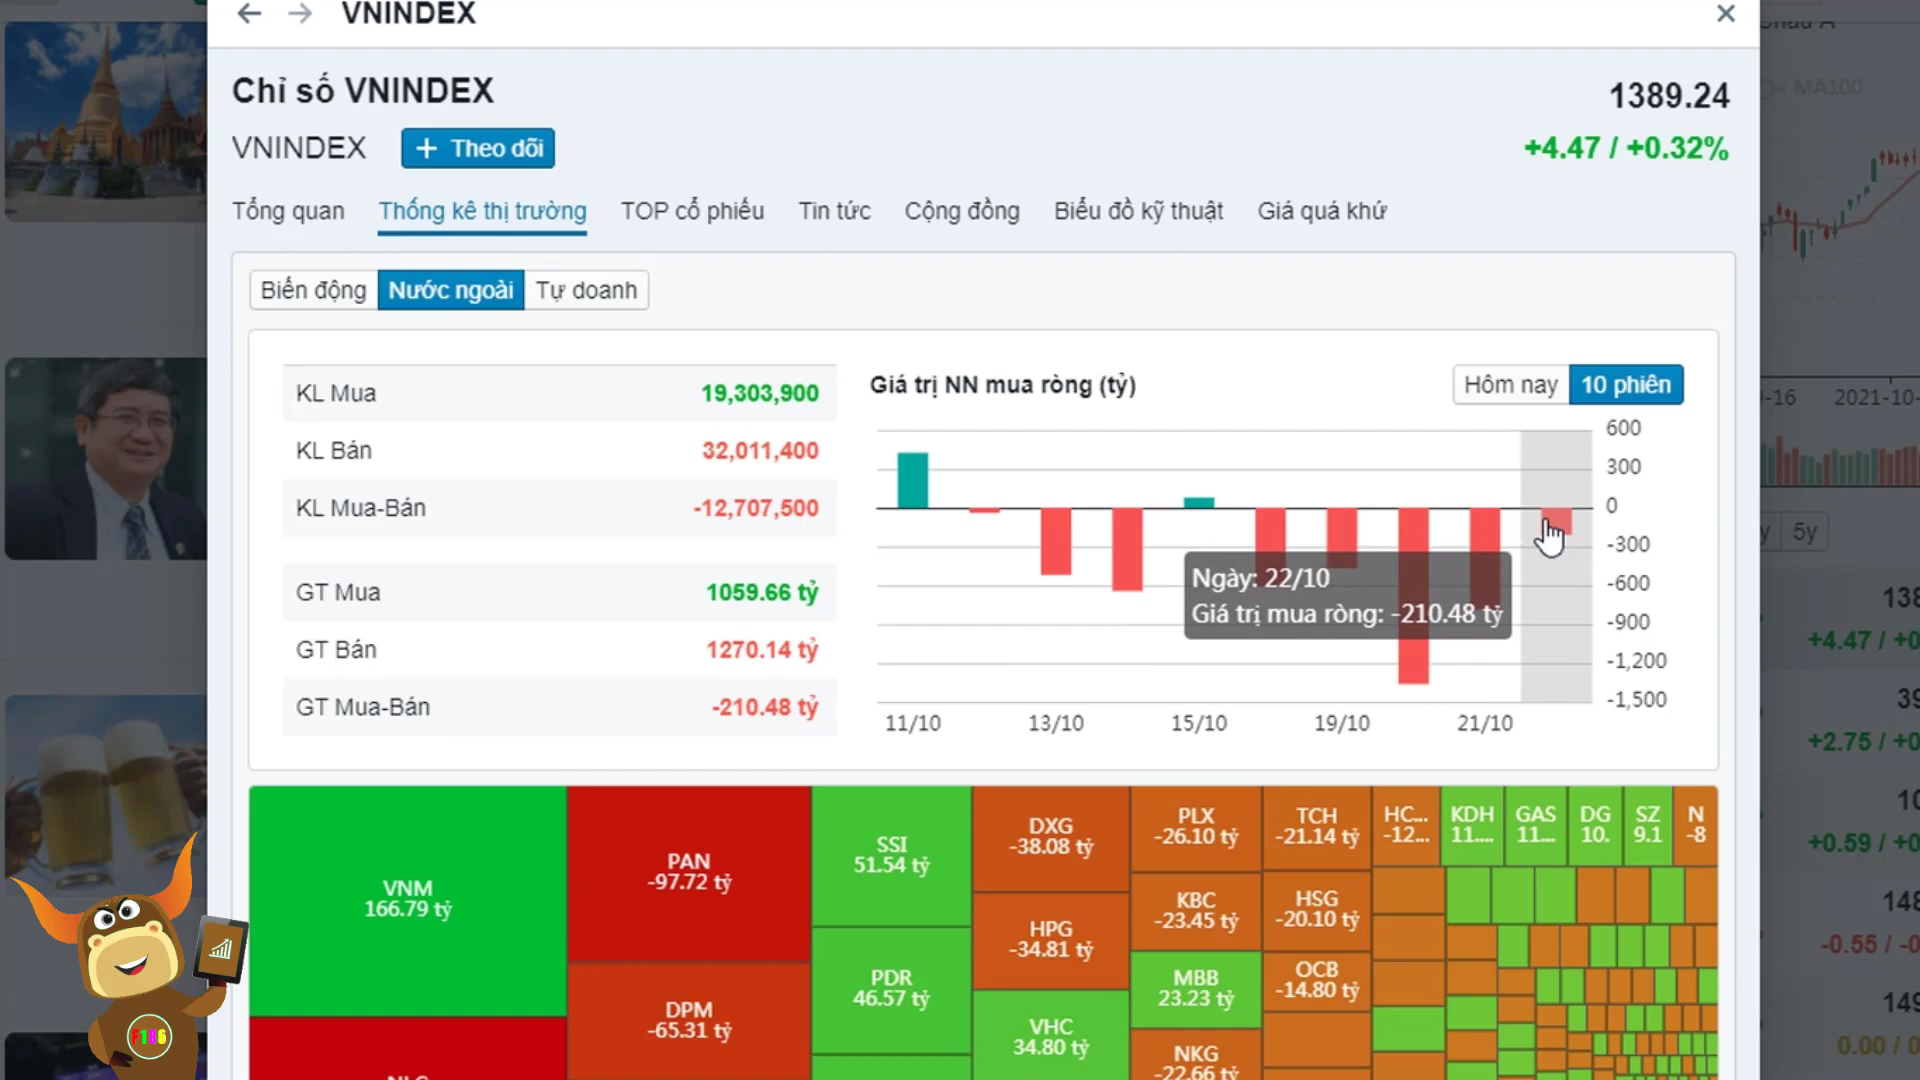 VNINDEX
Chỉ số VNINDEX
1389.24
VNINDEX
+ Theo dõi
+4.47 / +0.32%
Tổng quan
Thống kê thị trường
TOP cổ phiếu
Tin tức
Cộng đồng
Biểu đồ kỹ thuật
Giá quá khứ
Biến động
Nước ngoài
Tự doanh
KL Mua
19,303,900
KL Bán
32,011,400
KL Mua-Bán
-12,707,500
GT Mua
1059.66 tỷ
GT Bán
1270.14 tỷ
GT Mua-Bán
-210.48 tỷ
Giá trị NN mua ròng (tỷ)
Hôm nay
10 phiên
600
300
0
-300
-600
-900
-1,200
-1,500
Ngày: 22/10
Giá trị mua ròng: -210.48 tỷ
11/10
13/10
15/10
19/10
21/10
VNM
166.79 tỷ
PAN
-97.72 tỷ
DPM
-65.31 tỷ
SSI
51.54 tỷ
PDR
46.57 tỷ
DXG
-38.08 tỷ
HPG
-34.81 tỷ
VHC
34.80 tỷ
PLX
-26.10 tỷ
KBC
-23.45 tỷ
MBB
23.23 tỷ
NKG
-22.66 tỷ
TCH
-21.14 tỷ
HSG
-20.10 tỷ
OCB
-14.80 tỷ
HC...
-12...
KDH
11....
GAS
11...
DG
10.
SZ
9.1
N
-8
MA100
-16
2021-10-
y
5y
138
+4.47 / +0
39
+2.75 / +0
10
+0.59 / +0
148
-0.55 / -0
149
0.00 / 0
F186